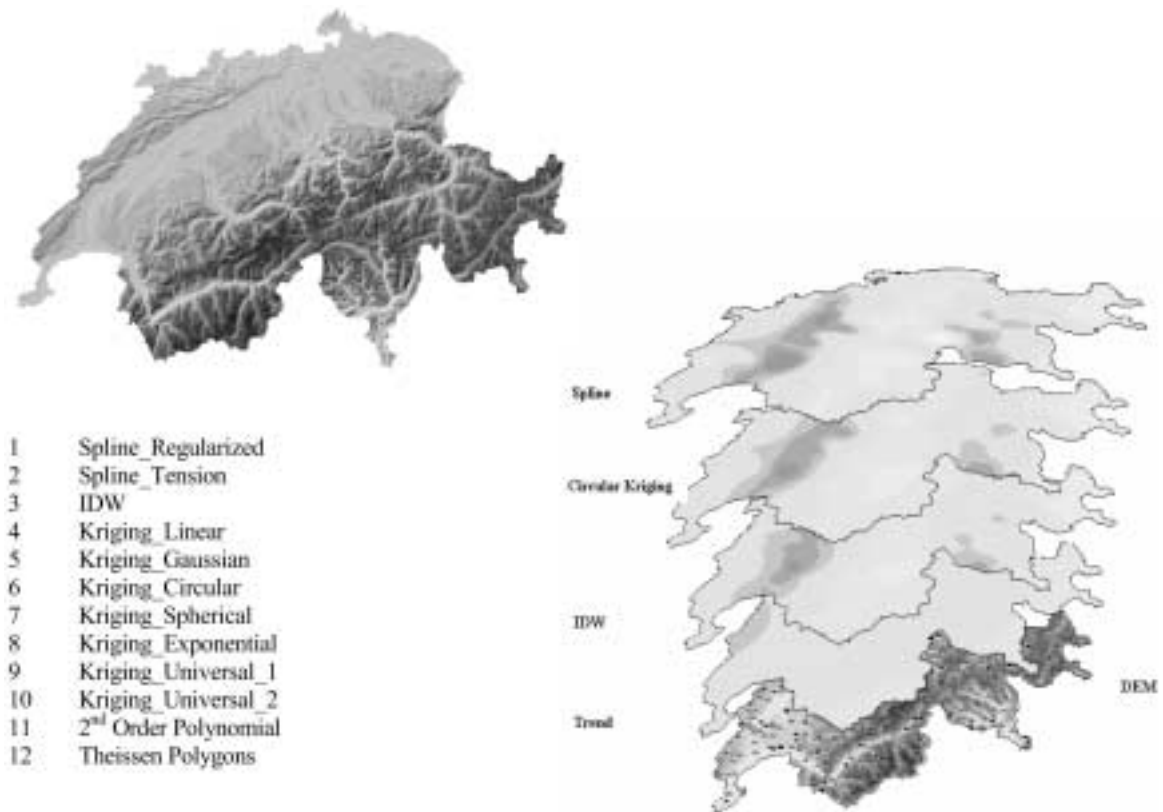 1 Spline_Regularized
2 Spline_Tension
3 IDW
4 Kriging_Linear
5 Kriging_Gaussian
6 Kriging_Circular
7 Kriging_Spherical
8 Kriging_Exponential
9 Kriging_Universal_1
10 Kriging_Universal_2
11 2nd Order Polynomial
12 Theissen Polygons
Spline
Circular Kriging
IDW
Trend
DEM